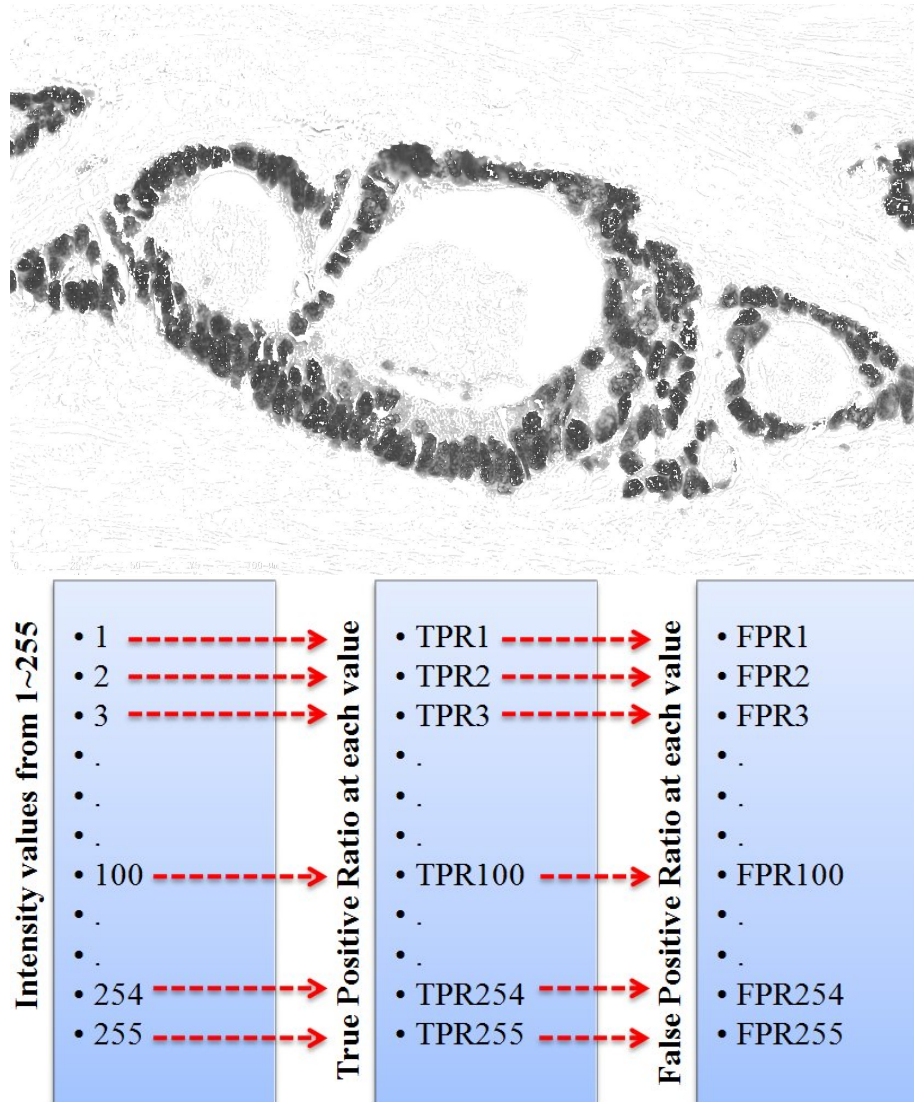 Intensity values from 1~255
• 1
• 2
• 3
• .
• .
• .
• 100
• .
• .
• 254
• 255
True Positive Ratio at each value
• TPR1
• TPR2
• TPR3
• .
• .
• .
• TPR100
• .
• .
• TPR254
• TPR255
False Positive Ratio at each value
• FPR1
• FPR2
• FPR3
• .
• .
• .
• FPR100
• .
• .
• FPR254
• FPR255